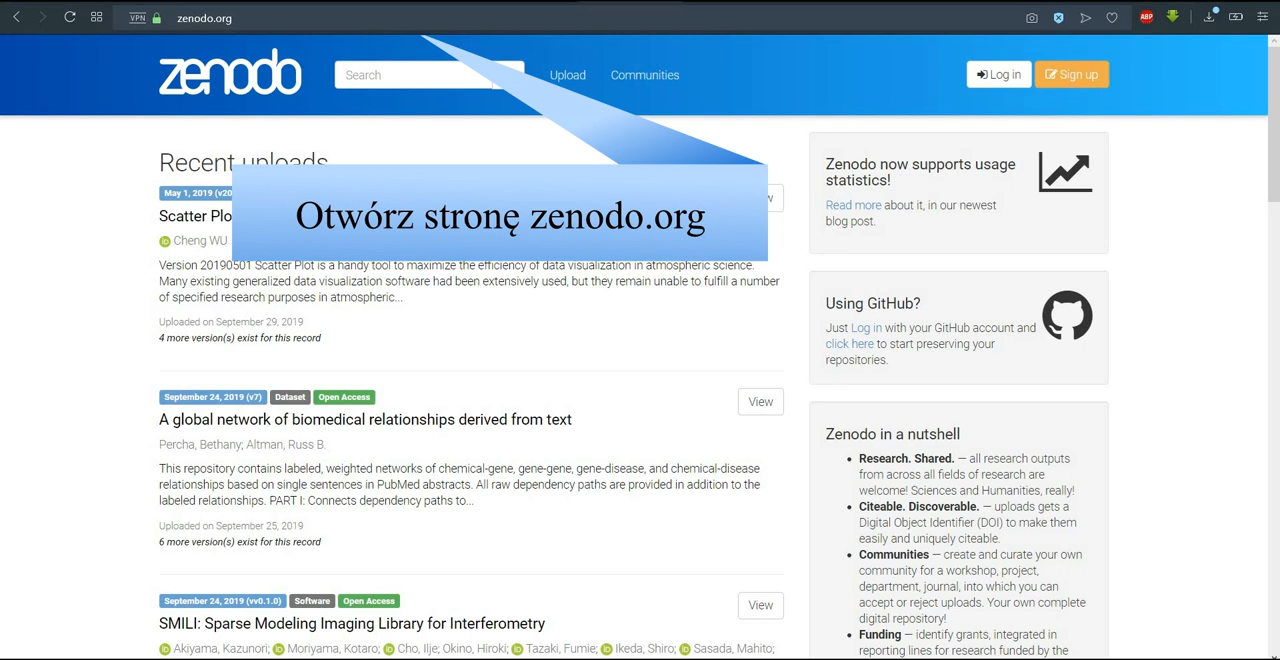 VPN zenodo.org ABP
zenodo Search Upload Communities Log in Sign up
Recent uploads
May 1, 2019 (v20
Otwórz stronę zenodo.org
Scatter Plo
Cheng WU
Version 20190501 Scatter Plot is a handy tool to maximize the efficiency of data visualization in atmospheric science.
Many existing generalized data visualization software had been extensively used, but they remain unable to fulfill a number
of specified research purposes in atmospheric...
Uploaded on September 29, 2019
4 more version(s) exist for this record
September 24, 2019 (v7) Dataset Open Access
View
A global network of biomedical relationships derived from text
Percha, Bethany; Altman, Russ B.
This repository contains labeled, weighted networks of chemical-gene, gene-gene, gene-disease, and chemical-disease
relationships based on single sentences in PubMed abstracts. All raw dependency paths are provided in addition to the
labeled relationships. PART I: Connects dependency paths to...
Uploaded on September 25, 2019
6 more version(s) exist for this record
September 24, 2019 (vv0.1.0) Software Open Access
View
SMILI: Sparse Modeling Imaging Library for Interferometry
Akiyama, Kazunori; Moriyama, Kotaro; Cho, Ilje; Okino, Hiroki; Tazaki, Fumie; Ikeda, Shiro; Sasada, Mahito;
Zenodo now supports usage
statistics!
Read more about it, in our newest
blog post.
Using GitHub?
Just Log in with your GitHub account and
click here to start preserving your
repositories.
Zenodo in a nutshell
Research. Shared. — all research outputs
from across all fields of research are
welcome! Sciences and Humanities, really!
Citeable. Discoverable. — uploads gets a
Digital Object Identifier (DOI) to make them
easily and uniquely citeable.
Communities — create and curate your own
community for a workshop, project,
department, journal, into which you can
accept or reject uploads. Your own complete
digital repository!
Funding — identify grants, integrated in
reporting lines for research funded by the